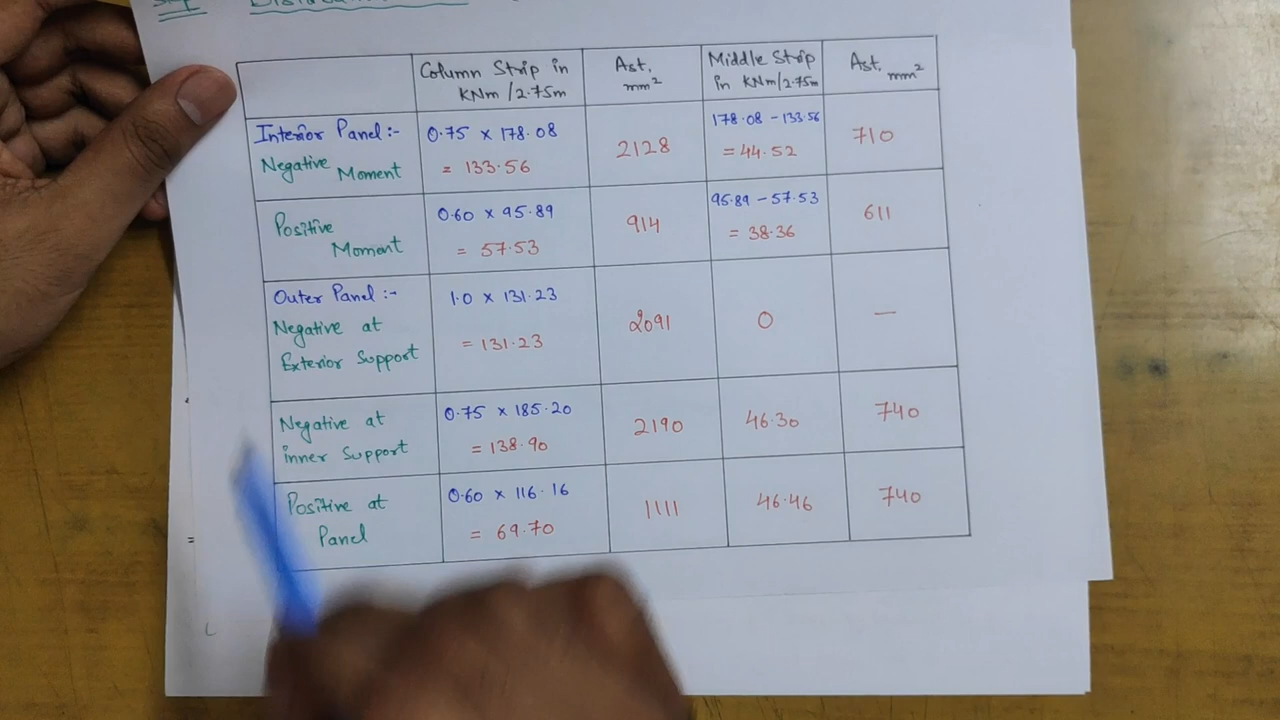 Column Strip in
KNm /2.75m
Ast,
mm²
Middle Strip
in KNm/2.75m
Ast, mm²
Interior Panel:-
Negative Moment
0.75 x 178.08
= 133.56
2128
178.08 - 133.56
= 44.52
710
Positive
Moment
0.60 x 95.89
= 57.53
914
95.89 - 57.53
= 38.36
611
Outer Panel :-
Negative at
Exterior Support
1.0 x 131.23
= 131.23
2091
0
—
Negative at
inner Support
0.75 x 185.20
= 138.90
2190
46.30
740
Positive at
Panel
0.60 x 116.16
= 69.70
1111
46.46
740